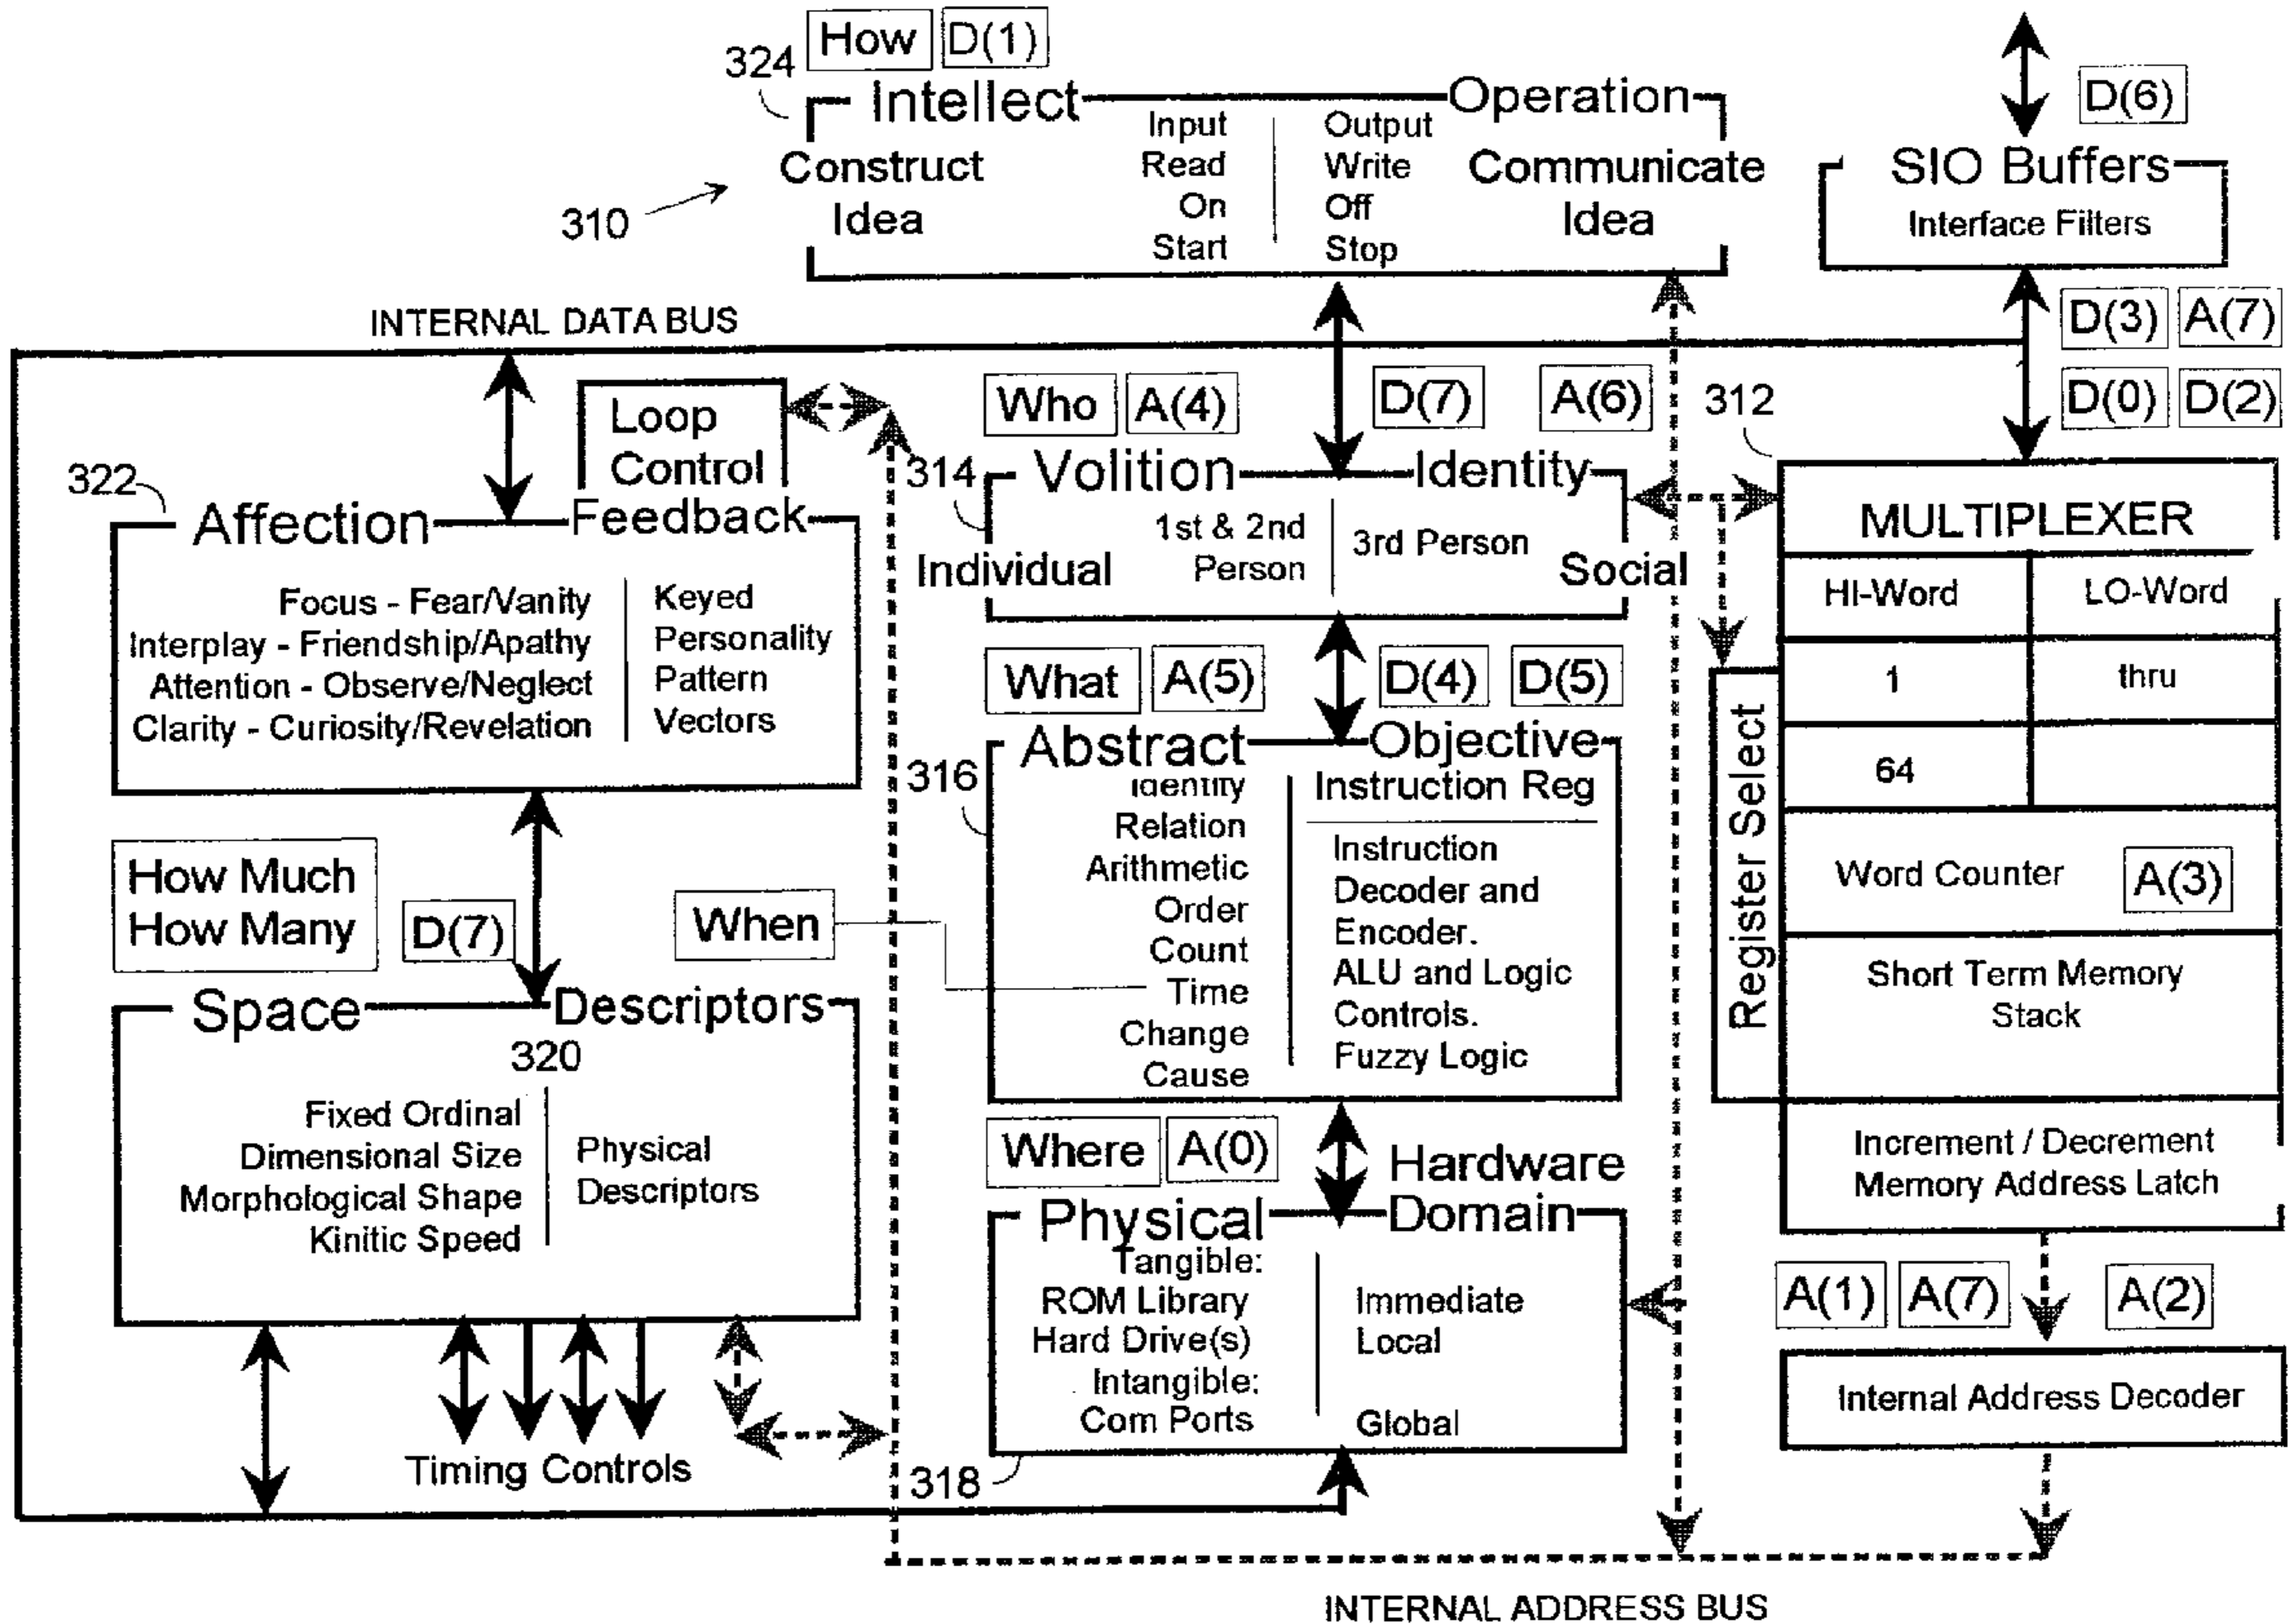 324
How D(1)
Intellect Operation
Construct
Idea
Input
Read
On
Start
Output
Write
Off
Stop
Communicate
Idea
310
D(6)
SIO Buffers
Interface Filters
D(3) A(7)
D(0) D(2)
INTERNAL DATA BUS
Loop
Control
322
Affection Feedback
Focus - Fear/Vanity
Interplay - Friendship/Apathy
Attention - Observe/Neglect
Clarity - Curiosity/Revelation
Keyed
Personality
Pattern
Vectors
How Much
How Many
D(7)
Space Descriptors
320
Fixed Ordinal
Dimensional Size
Morphological Shape
Kinitic Speed
Physical
Descriptors
Timing Controls
Who A(4) D(7) A(6)
314
Volition Identity
Individual
1st & 2nd
Person
3rd Person
Social
What A(5) D(4) D(5)
316
Abstract Objective
Identity
Relation
Arithmetic
Order
Count
Time
Change
Cause
When
Instruction Reg
Instruction
Decoder and
Encoder.
ALU and Logic
Controls.
Fuzzy Logic
Where A(0)
Hardware
Physical Domain
Tangible:
ROM Library
Hard Drive(s)
Intangible:
Com Ports
Immediate
Local
Global
318
312
MULTIPLEXER
HI-Word LO-Word
1 thru
64
Word Counter A(3)
Short Term Memory
Stack
Increment / Decrement
Memory Address Latch
Register Select
A(1) A(7) A(2)
Internal Address Decoder
INTERNAL ADDRESS BUS